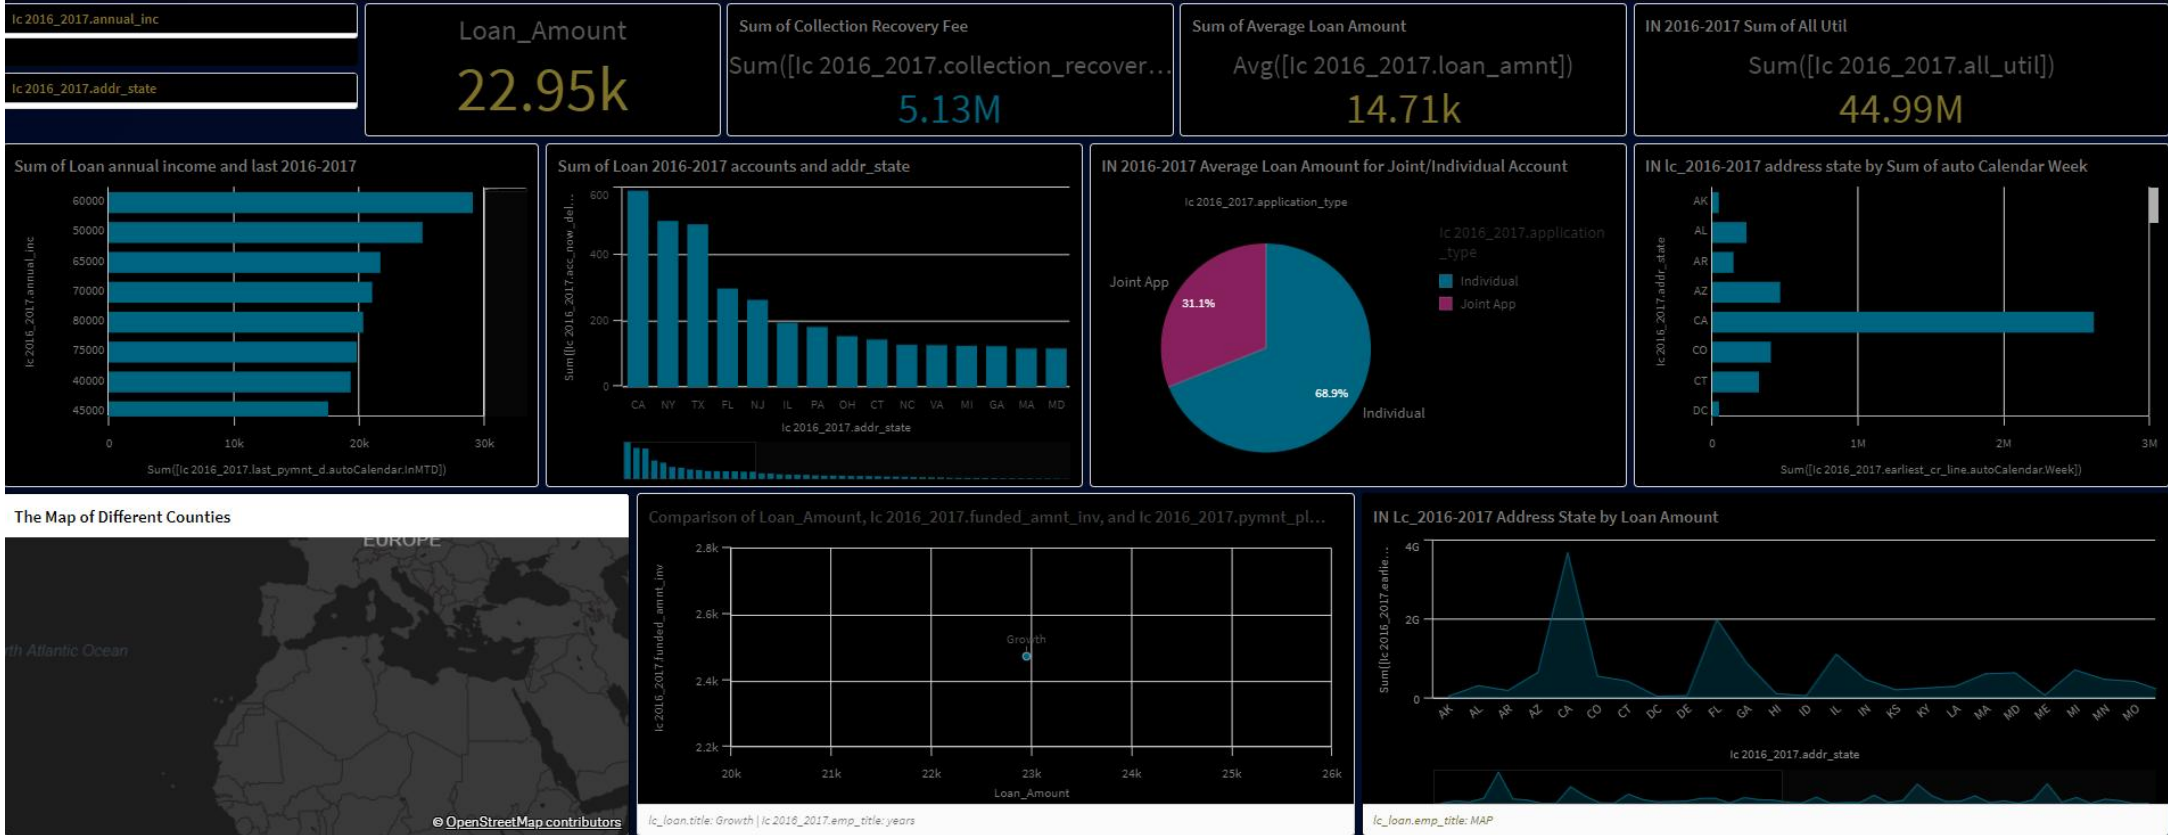 lc 2016_2017.annual_inc
lc 2016_2017.addr_state
Loan_Amount
22.95k
Sum of Collection Recovery Fee
Sum([lc 2016_2017.collection_recover...
5.13M
Sum of Average Loan Amount
Avg([lc 2016_2017.loan_amnt])
14.71k
IN 2016-2017 Sum of All Util
Sum([lc 2016_2017.all_util])
44.99M
Sum of Loan annual income and last 2016-2017
lc 2016_2017.annual_inc
60000
50000
65000
70000
80000
75000
40000
45000
0 10k 20k 30k
Sum([lc 2016_2017.last_pymnt_d.autoCalendar.InMTD])
Sum of Loan 2016-2017 accounts and addr_state
Sum([lc 2016_2017.acc_now_del...
600
400
200
0
CA NY TX FL NJ IL PA OH CT NC VA MI GA MA MD
lc 2016_2017.addr_state
IN 2016-2017 Average Loan Amount for Joint/Individual Account
lc 2016_2017.application_type
Joint App
31.1%
68.9%
Individual
lc 2016_2017.application
_type
Individual
Joint App
IN lc_2016-2017 address state by Sum of auto Calendar Week
lc 2016_2017.addr_state
AK
AL
AR
AZ
CA
CO
CT
DC
0 1M 2M 3M
Sum([lc 2016_2017.earliest_cr_line.autoCalendar.Week])
The Map of Different Counties
EUROPE
rth Atlantic Ocean
© OpenStreetMap contributors
Comparison of Loan_Amount, lc 2016_2017.funded_amnt_inv, and lc 2016_2017.pymnt_pl...
lc 2016_2017.funded_amnt_inv
2.8k
2.6k
2.4k
2.2k
Growth
20k 21k 22k 23k 24k 25k 26k
Loan_Amount
lc_loan.title: Growth | lc 2016_2017.emp_title: years
IN Lc_2016-2017 Address State by Loan Amount
Sum([lc 2016_2017.earlie...
4G
2G
0
AK AL AR AZ CA CO CT DC DE FL GA HI ID IL IN KS KY LA MA MD ME MI MN MO
lc 2016_2017.addr_state
lc_loan.emp_title: MAP